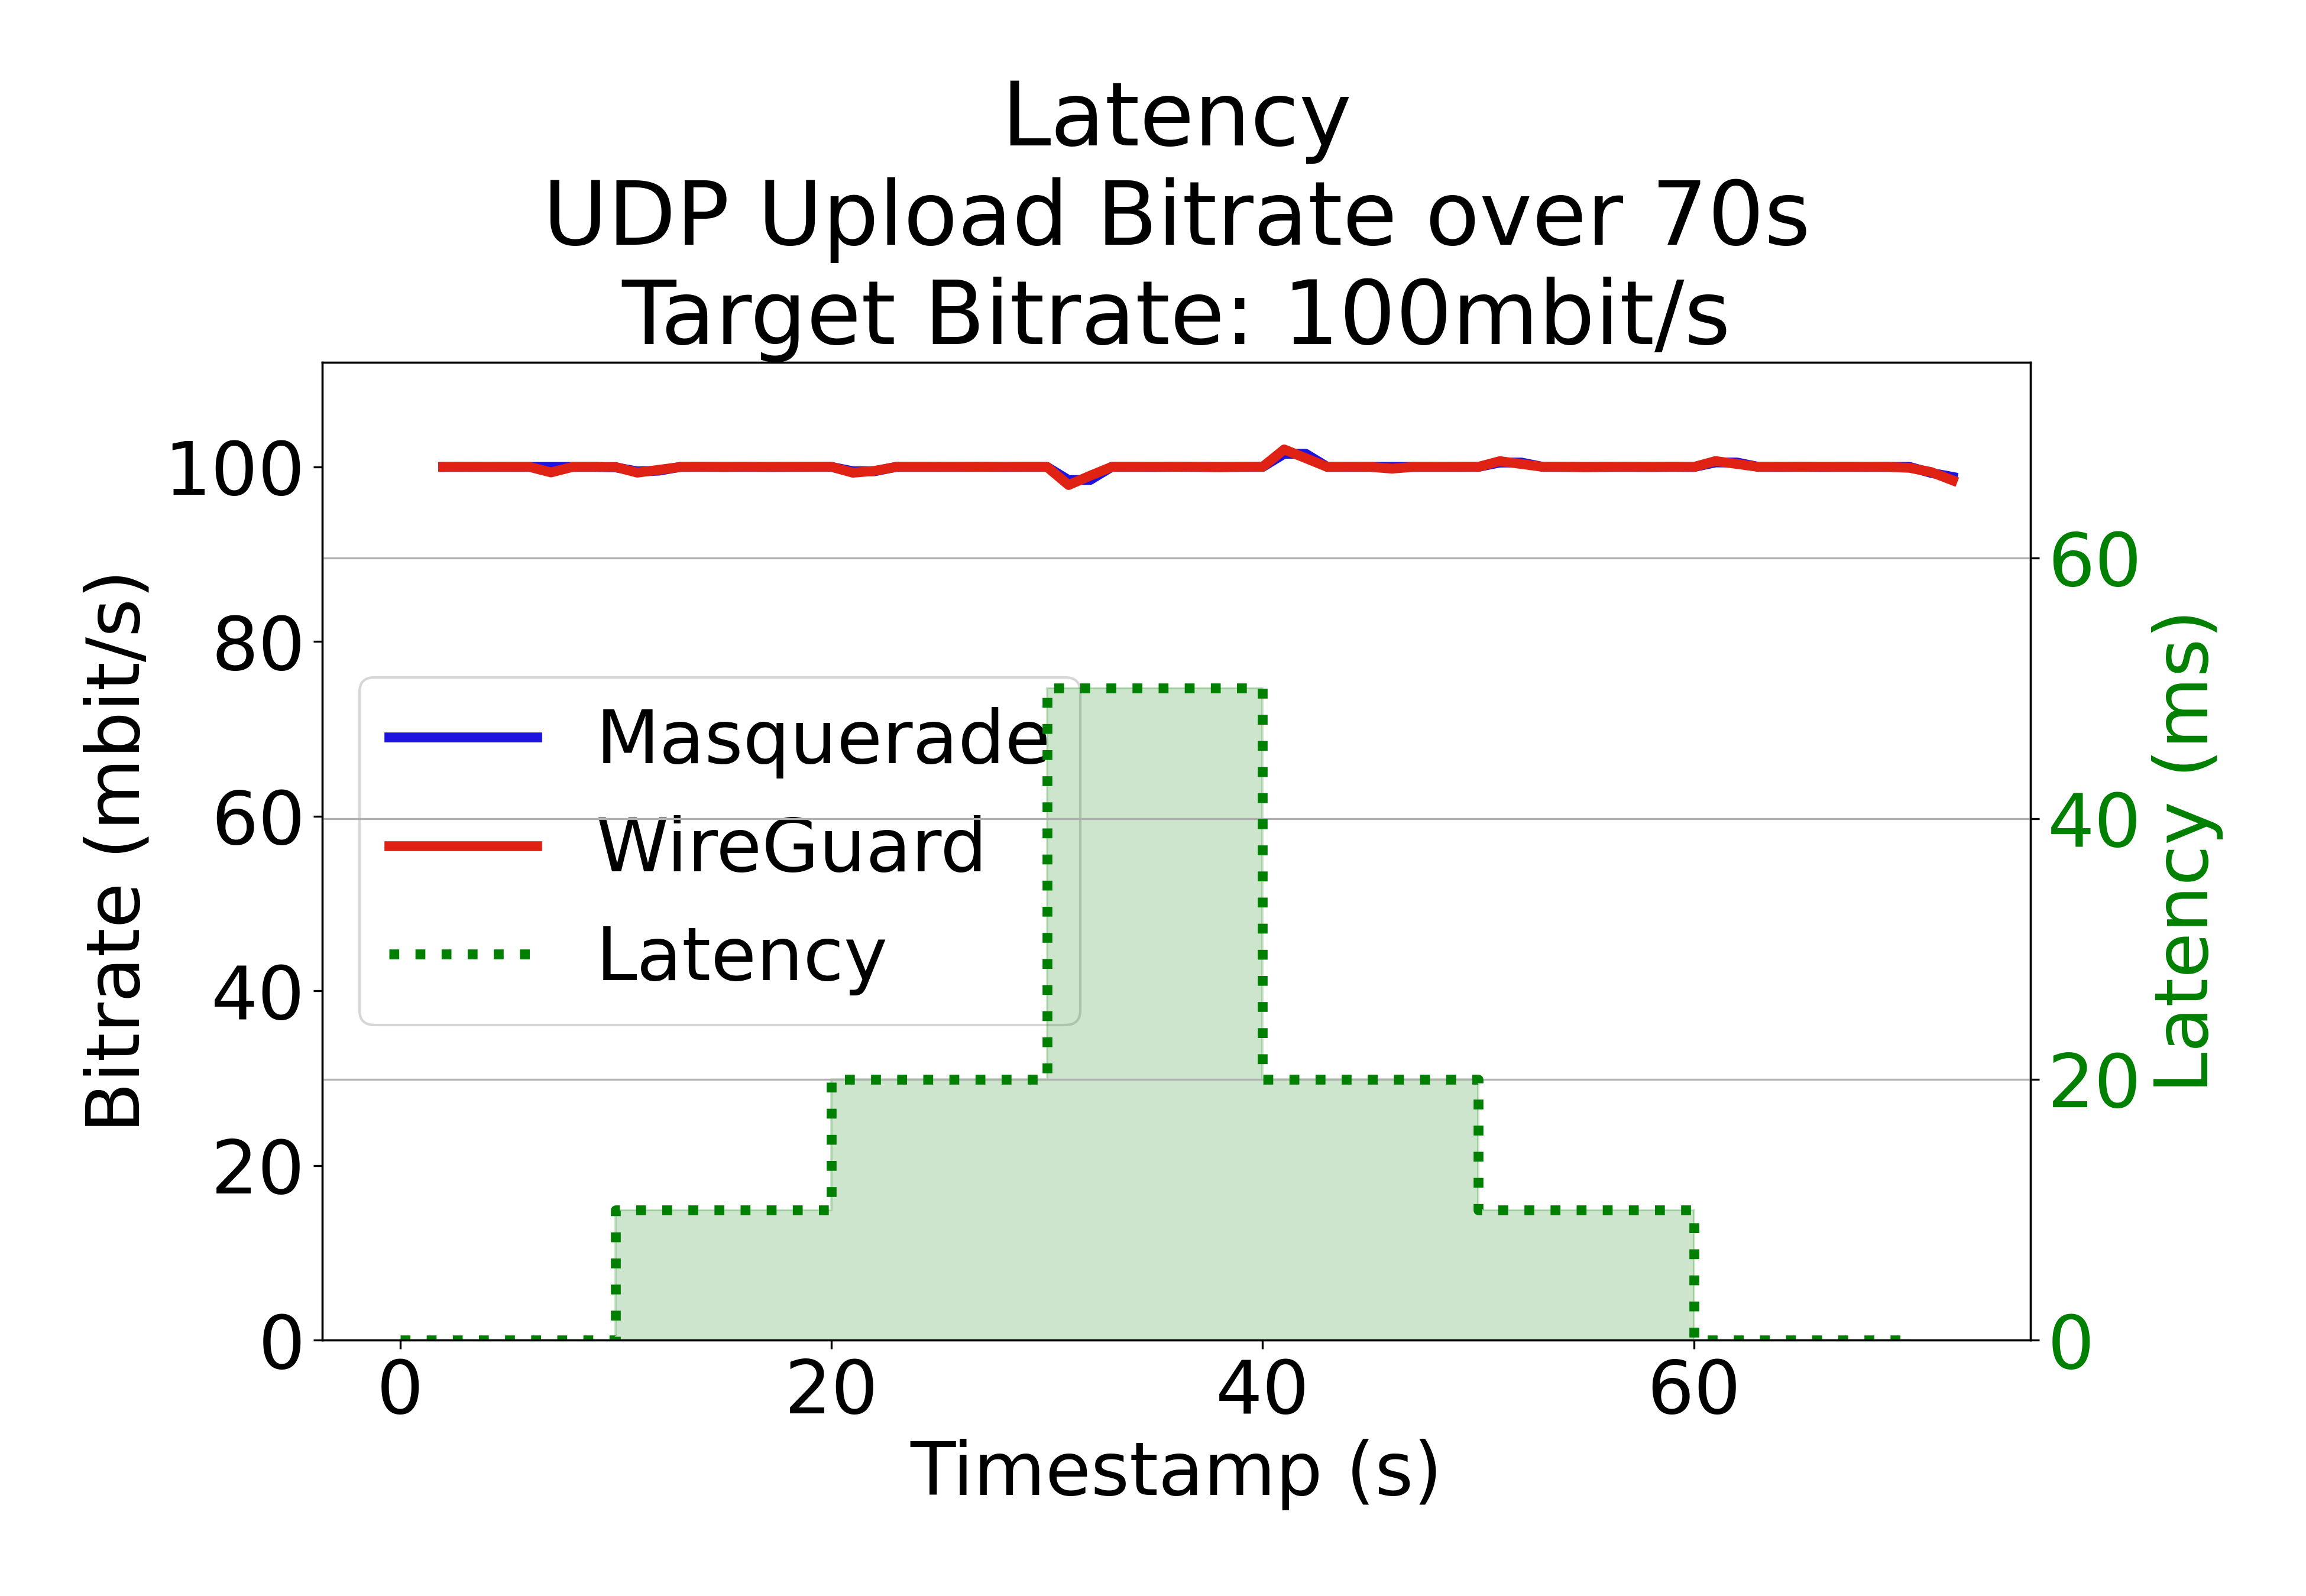 Latency
UDP Upload Bitrate over 70s
Target Bitrate: 100mbit/s
Bitrate (mbit/s)
100
80
60
40
20
0
Masquerade
WireGuard
Latency
60
40
20
0
Latency (ms)
0 20 40 60
Timestamp (s)